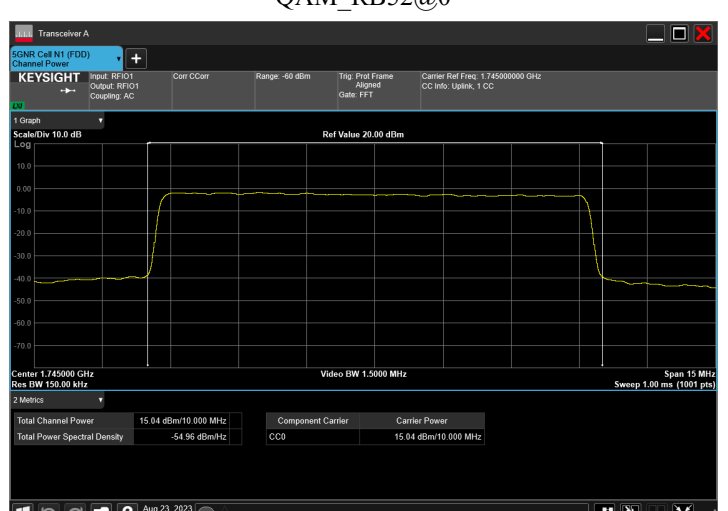 QAM_RB52@0
Transceiver A
5GNR Cell N1 (FDD)
Channel Power
KEYSIGHT
Input: RFIO1
Output: RFIO1
Coupling: AC
Corr CCorr
Range: -60 dBm
Trig: Prot Frame
Aligned
Gate: FFT
Carrier Ref Freq: 1.745000000 GHz
CC Info: Uplink, 1 CC
LXI
1 Graph
Scale/Div 10.0 dB
Ref Value 20.00 dBm
Log
10.0
0.00
-10.0
-20.0
-30.0
-40.0
-50.0
-60.0
-70.0
Center 1.745000 GHz
Video BW 1.5000 MHz
Span 15 MHz
Res BW 150.00 kHz
Sweep 1.00 ms (1001 pts)
2 Metrics
Total Channel Power 15.04 dBm/10.000 MHz
Total Power Spectral Density -54.96 dBm/Hz
Component Carrier Carrier Power
CC0 15.04 dBm/10.000 MHz
Aug 23, 2023